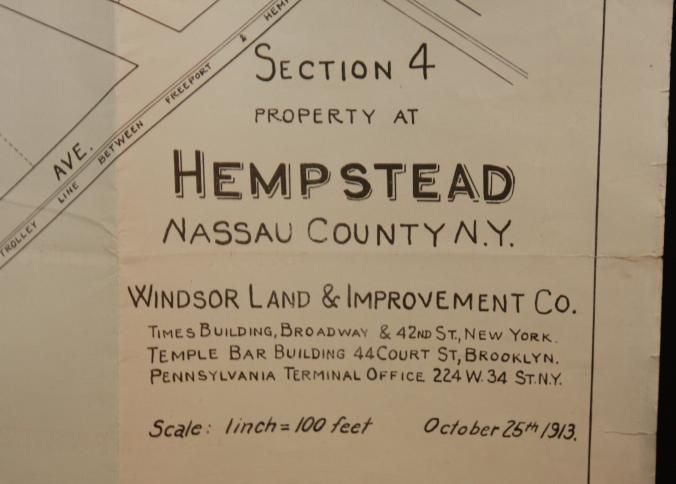 SECTION 4
PROPERTY AT
HEMPSTEAD
NASSAU COUNTY N.Y.
WINDSOR LAND & IMPROVEMENT CO.
TIMES BUILDING, BROADWAY & 42ND ST., NEW YORK.
TEMPLE BAR BUILDING 44 COURT ST, BROOKLYN.
PENNSYLVANIA TERMINAL OFFICE 224 W. 34 ST. N.Y.
Scale: 1 inch = 100 feet October 25th 1913.
AVE.
TROLLEY LINE BETWEEN FREEPORT & HEMP